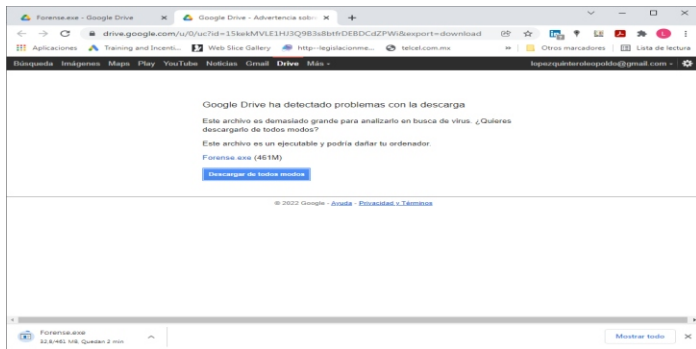 Forense.exe - Google Drive
Google Drive - Advertencia sobr
drive.google.com/u/0/uc?id=15kekMVLE1HJ3Q9B3s8btfrDEBDCdZPWi&export=download
Aplicaciones
Training and Incenti...
Web Slice Gallery
http--legislacionme...
telcel.com.mx
Otros marcadores
Lista de lectura
Búsqueda Imágenes Maps Play YouTube Noticias Gmail Drive Más
lopezquinteroleopoldo@gmail.com
Google Drive ha detectado problemas con la descarga
Este archivo es demasiado grande para analizarlo en busca de virus. ¿Quieres
descargarlo de todos modos?
Este archivo es un ejecutable y podría dañar tu ordenador.
Forense.exe (461M)
Descargar de todos modos
© 2022 Google - Ayuda - Privacidad y Términos
Forense.exe
32.8/461 MB, Quedan 2 min
Mostrar todo